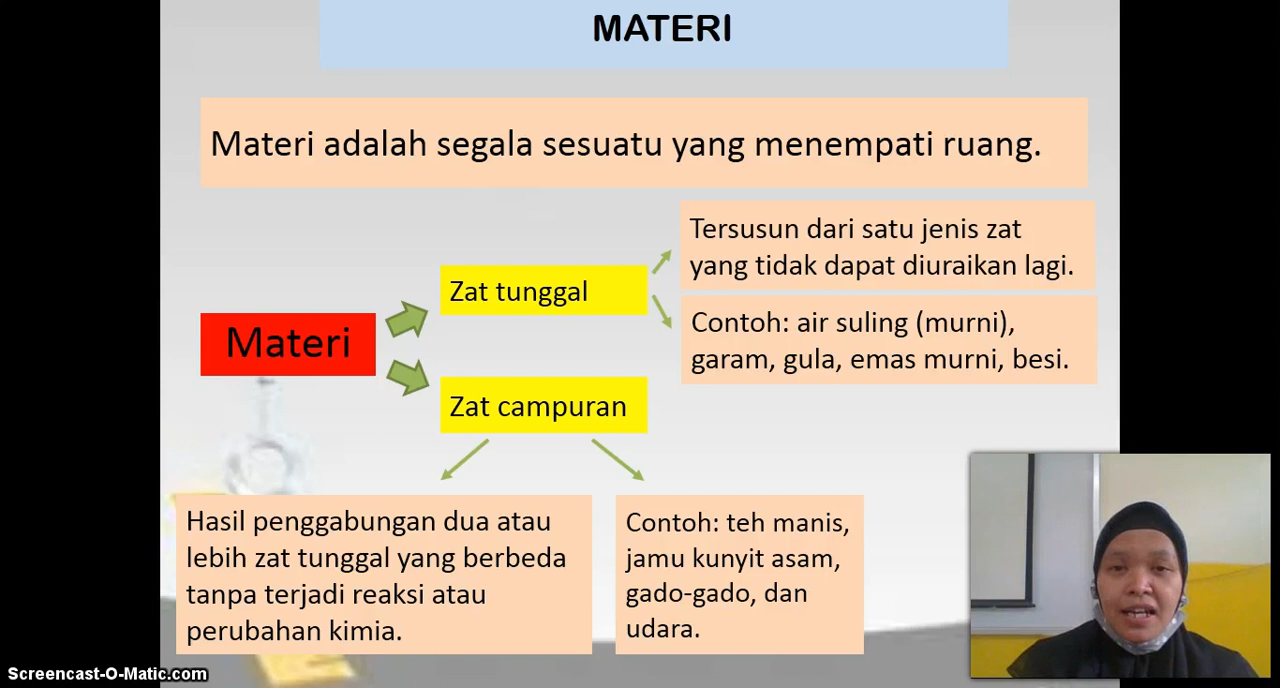 MATERI
Materi adalah segala sesuatu yang menempati ruang.
Tersusun dari satu jenis zat
yang tidak dapat diuraikan lagi.
Zat tunggal
Contoh: air suling (murni),
garam, gula, emas murni, besi.
Materi
Zat campuran
Hasil penggabungan dua atau
lebih zat tunggal yang berbeda
tanpa terjadi reaksi atau
perubahan kimia.
Contoh: teh manis,
jamu kunyit asam,
gado-gado, dan
udara.
Screencast-O-Matic.com